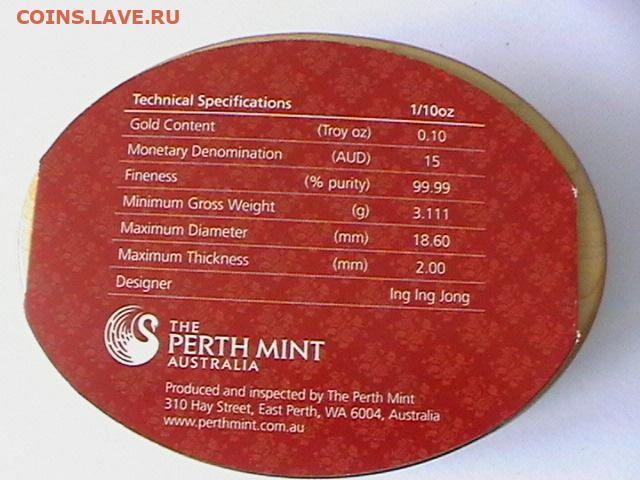 COINS.LAVE.RU
Technical Specifications 1/10oz
Gold Content (Troy oz) 0.10
Monetary Denomination (AUD) 15
Fineness (% purity) 99.99
Minimum Gross Weight (g) 3.111
Maximum Diameter (mm) 18.60
Maximum Thickness (mm) 2.00
Designer Ing Ing Jong
THE
PERTH MINT
AUSTRALIA
Produced and inspected by The Perth Mint
310 Hay Street, East Perth, WA 6004, Australia
www.perthmint.com.au